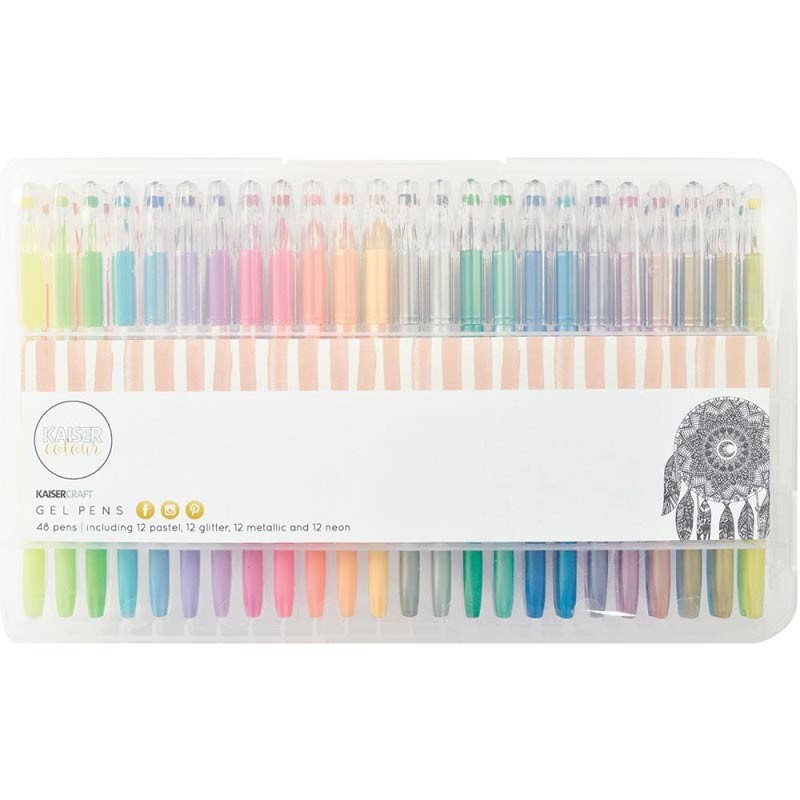 KAISER
colour
KAISERCRAFT
GEL PENS
48 pens | including 12 pastel, 12 glitter, 12 metallic and 12 neon